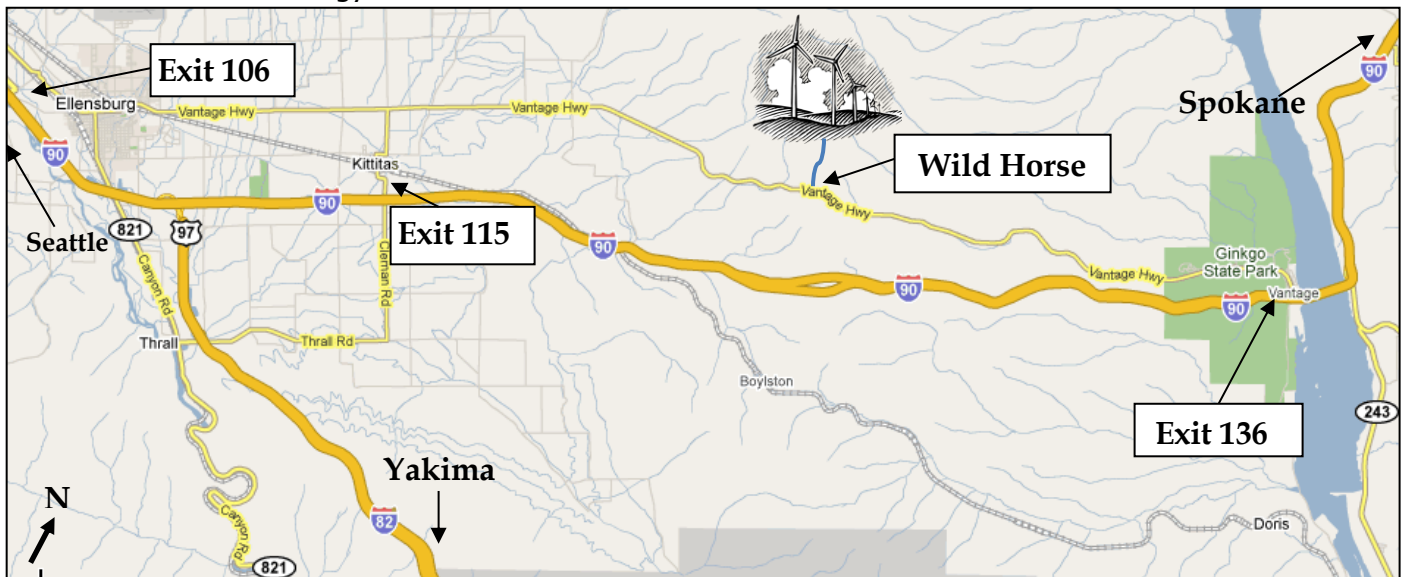 Exit 106
90
Spokane
Ellensburg
Vantage Hwy
Vantage Hwy
90
Kittitas
Wild Horse
Vantage Hwy
90
Seattle
821
97
Exit 115
90
Canyon Rd
Cleman Rd
Ginkgo
State Park
Vantage Hwy
90
Vantage
90
Thrall
Thrall Rd
Boylston
243
Exit 136
Yakima
N
Canyon Rd
82
Doris
821